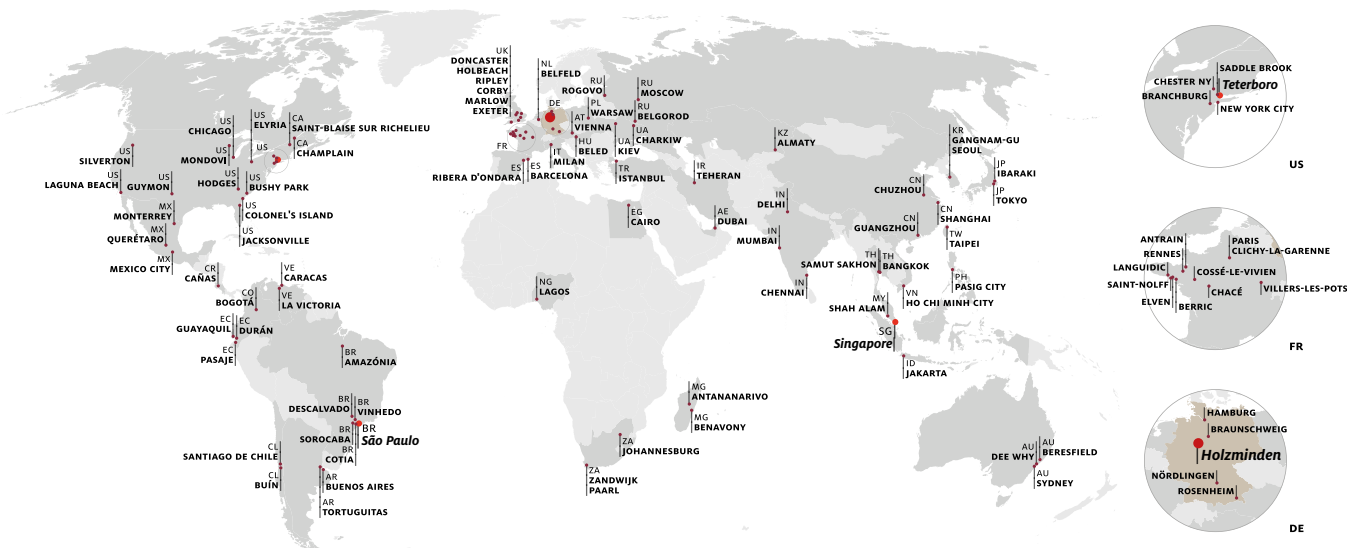 UK
DONCASTER
HOLBEACH
RIPLEY
CORBY
MARLOW
EXETER
NL
BELFELD
RU
ROGOVO
RU
MOSCOW
DE
PL
WARSAW
RU
BELGOROD
AT
VIENNA
UA
CHARKIW
HU
BELED
UA
KIEV
FR
IT
MILAN
ES
RIBERA D'ONDARA
ES
BARCELONA
TR
ISTANBUL
IR
TEHERAN
KZ
ALMATY
KR
GANGNAM-GU
SEOUL
JP
IBARAKI
JP
TOKYO
CN
CHUZHOU
CN
SHANGHAI
CN
GUANGZHOU
TW
TAIPEI
IN
DELHI
IN
MUMBAI
IN
CHENNAI
TH
SAMUT SAKHON
TH
BANGKOK
PH
PASIG CITY
VN
HO CHI MINH CITY
MY
SHAH ALAM
SG
Singapore
ID
JAKARTA
AE
DUBAI
EG
CAIRO
NG
LAGOS
MG
ANTANANARIVO
MG
BENAVONY
ZA
JOHANNESBURG
ZA
ZANDWIJK
PAARL
AU
DEE WHY
AU
BERESFIELD
AU
SYDNEY
US
CHICAGO
US
ELYRIA
CA
SAINT-BLAISE SUR RICHELIEU
CA
CHAMPLAIN
US
SILVERTON
US
MONDOVI
US
US
LAGUNA BEACH
US
GUYMON
US
HODGES
US
BUSHY PARK
MX
MONTERREY
US
COLONEL'S ISLAND
MX
QUERÉTARO
US
JACKSONVILLE
MX
MEXICO CITY
CR
CAÑAS
VE
CARACAS
CO
BOGOTÁ
VE
LA VICTORIA
EC
GUAYAQUIL
EC
DURÁN
EC
PASAJE
BR
AMAZÓNIA
BR
DESCALVADO
BR
VINHEDO
BR
SOROCABA
BR
São Paulo
BR
COTIA
CL
SANTIAGO DE CHILE
CL
BUÍN
AR
BUENOS AIRES
AR
TORTUGUITAS
SADDLE BROOK
CHESTER NY
Teterboro
BRANCHBURG
NEW YORK CITY
US
ANTRAIN
PARIS
RENNES
CLICHY-LA-GARENNE
LANGUIDIC
COSSÉ-LE-VIVIEN
SAINT-NOLFF
CHACÉ
VILLERS-LES-POTS
ELVEN
BERRIC
FR
HAMBURG
BRAUNSCHWEIG
Holzminden
NÖRDLINGEN
ROSENHEIM
DE